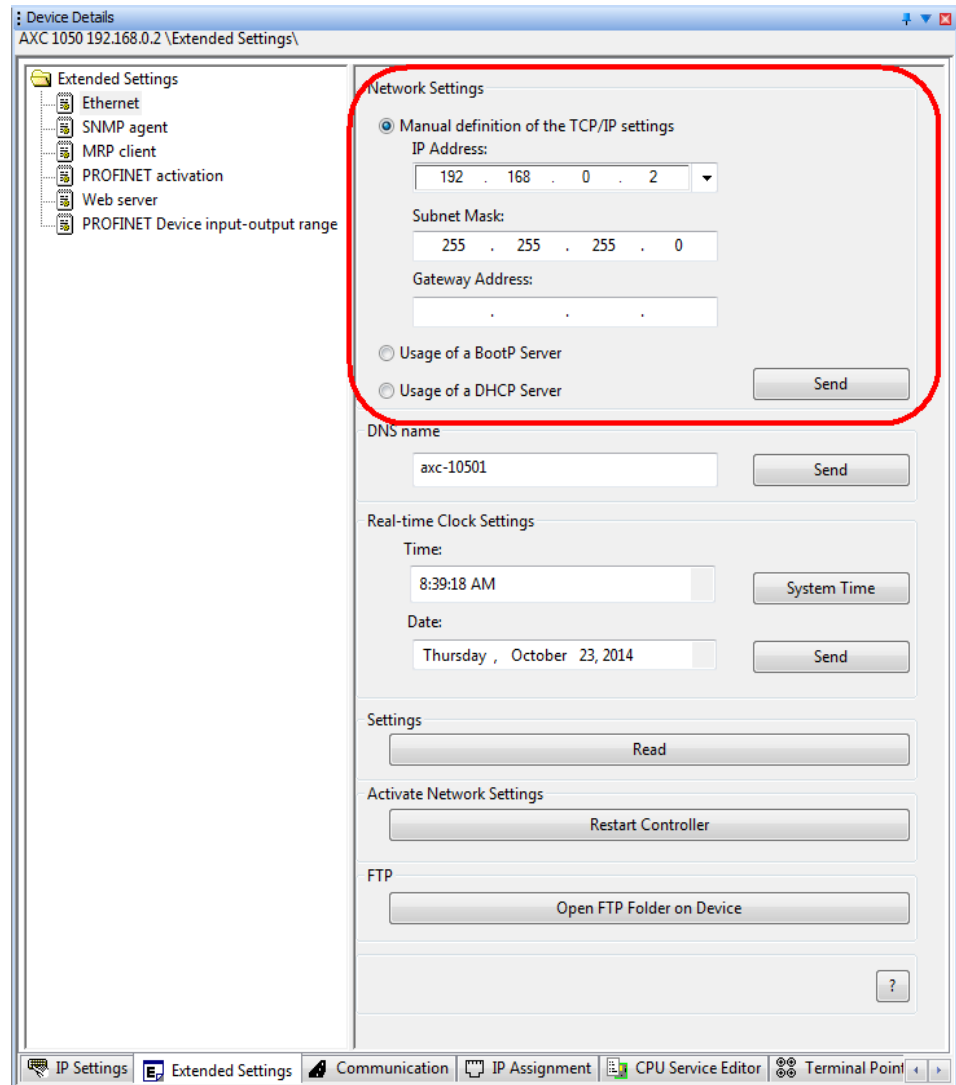 Device Details
AXC 1050 192.168.0.2 \Extended Settings\
Extended Settings
Ethernet
SNMP agent
MRP client
PROFINET activation
Web server
PROFINET Device input-output range
Network Settings
Manual definition of the TCP/IP settings
IP Address:
192 . 168 . 0 . 2
Subnet Mask:
255 . 255 . 255 . 0
Gateway Address:
. . .
Usage of a BootP Server
Usage of a DHCP Server
Send
DNS name
axc-10501
Send
Real-time Clock Settings
Time:
8:39:18 AM
System Time
Date:
Thursday , October 23, 2014
Send
Settings
Read
Activate Network Settings
Restart Controller
FTP
Open FTP Folder on Device
?
IP Settings
Extended Settings
Communication
IP Assignment
CPU Service Editor
Terminal Point